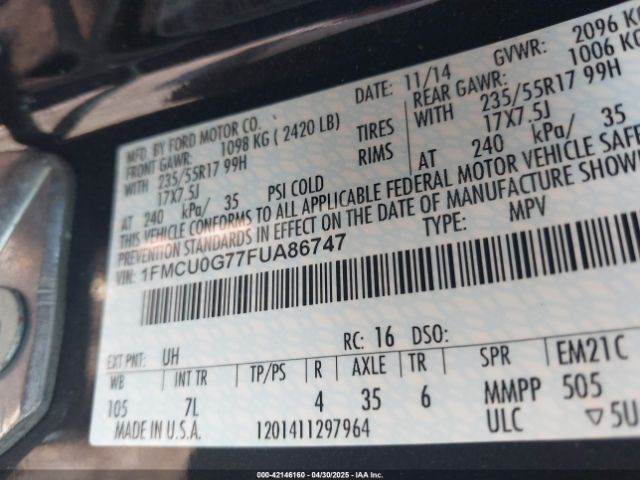 MFD. BY FORD MOTOR CO. DATE: 11/14 GVWR: 2096 KG
FRONT GAWR: 1098 KG ( 2420 LB) REAR GAWR: 1006 KG
WITH 235/55R17 99H TIRES WITH 235/55R17 99H
17X7.5J RIMS 17X7.5J
AT 240 kPa/ 35 PSI COLD AT 240 kPa/ 35
THIS VEHICLE CONFORMS TO ALL APPLICABLE FEDERAL MOTOR VEHICLE SAFE
PREVENTION STANDARDS IN EFFECT ON THE DATE OF MANUFACTURE SHOWN
VIN: 1FMCU0G77FUA86747 TYPE: MPV
EXT PNT: UH RC: 16 DSO:
WB INT TR TP/PS R AXLE TR SPR EM21C
105 7L 4 35 6 MMPP 505
MADE IN U.S.A. 1201411297964 ULC ▽5U
000-42146160 - 04/30/2025 - IAAI, Inc.